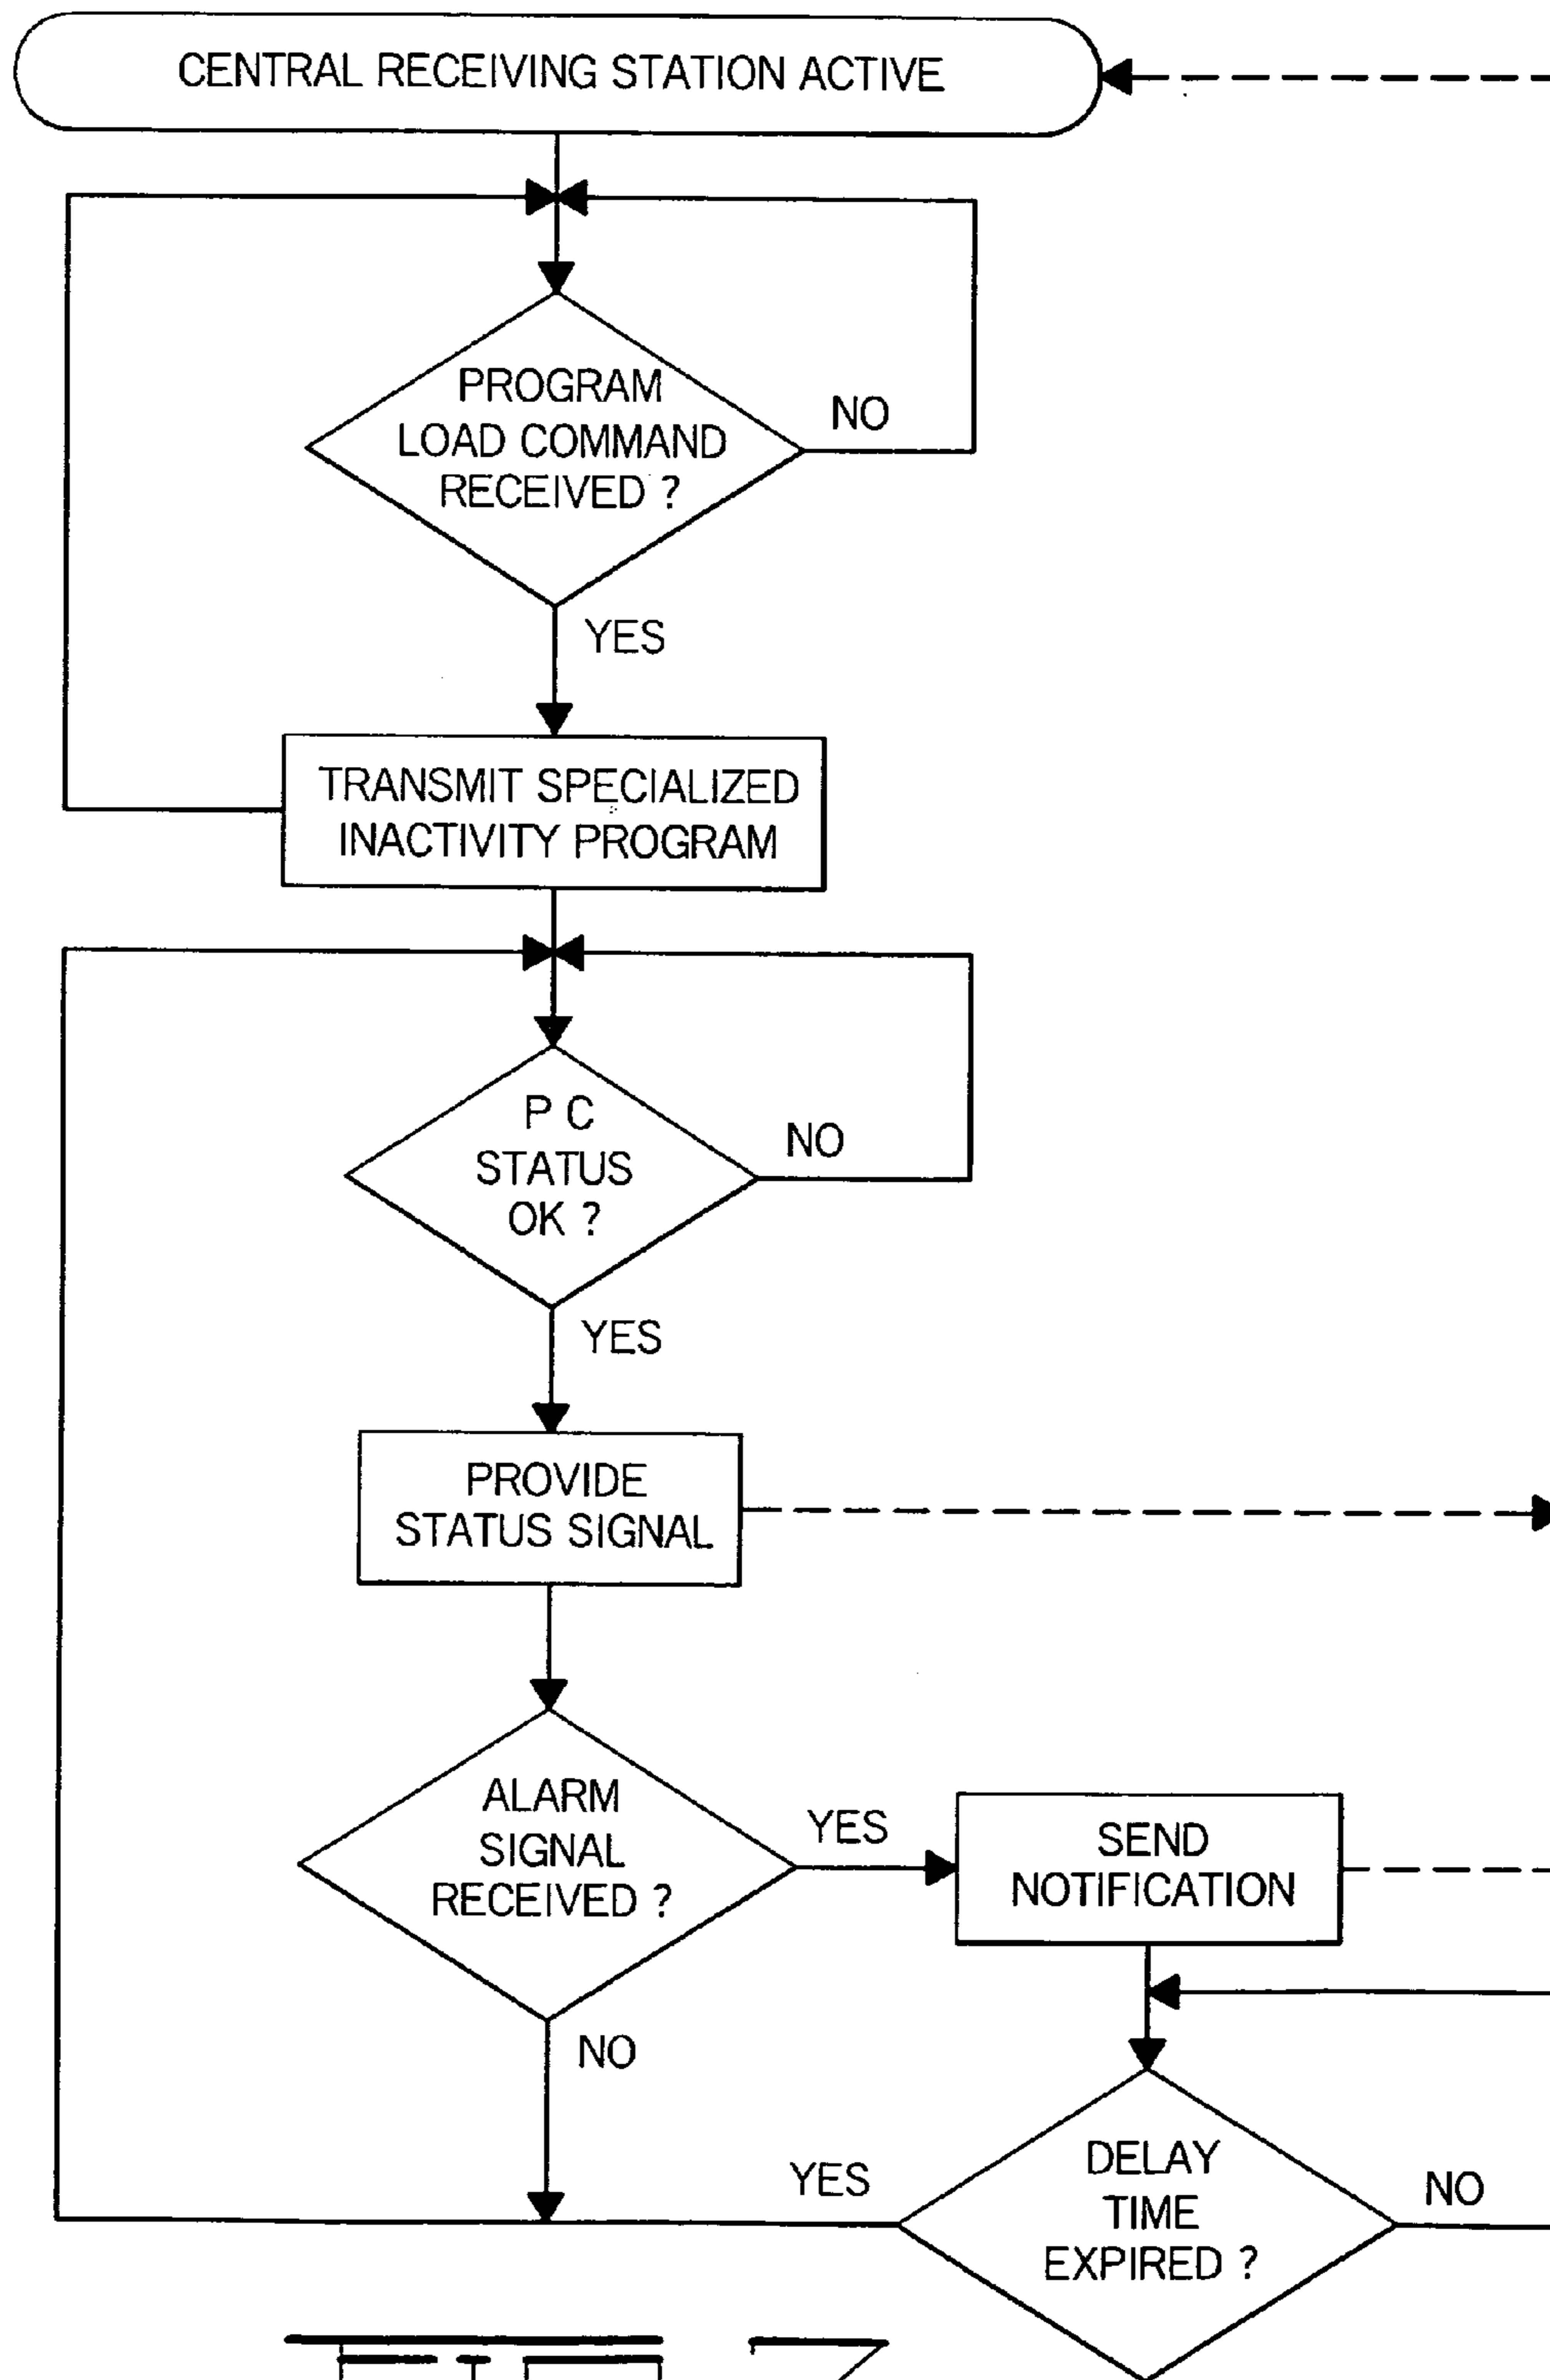 CENTRAL RECEIVING STATION ACTIVE
PROGRAM
LOAD COMMAND
RECEIVED ?
NO
YES
TRANSMIT SPECIALIZED
INACTIVITY PROGRAM
P C
STATUS
OK ?
NO
YES
PROVIDE
STATUS SIGNAL
ALARM
SIGNAL
RECEIVED ?
YES
NO
SEND
NOTIFICATION
DELAY
TIME
EXPIRED ?
YES
NO